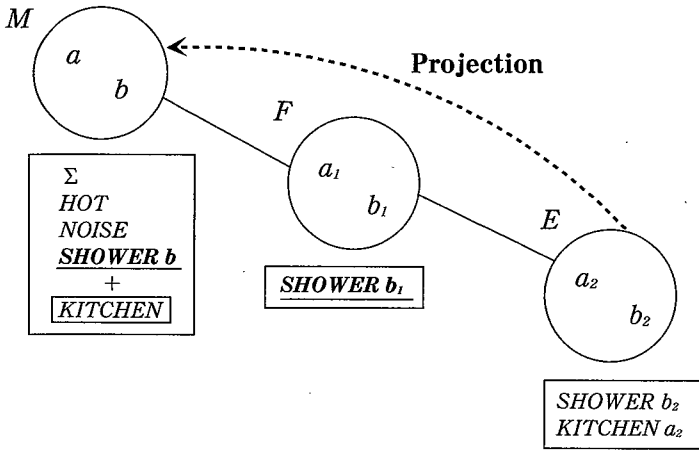 M
a
b
Projection
F
Σ
HOT
NOISE
SHOWER b
+
KITCHEN
a₁
b₁
SHOWER b₁
E
a₂
b₂
SHOWER b₂
KITCHEN a₂